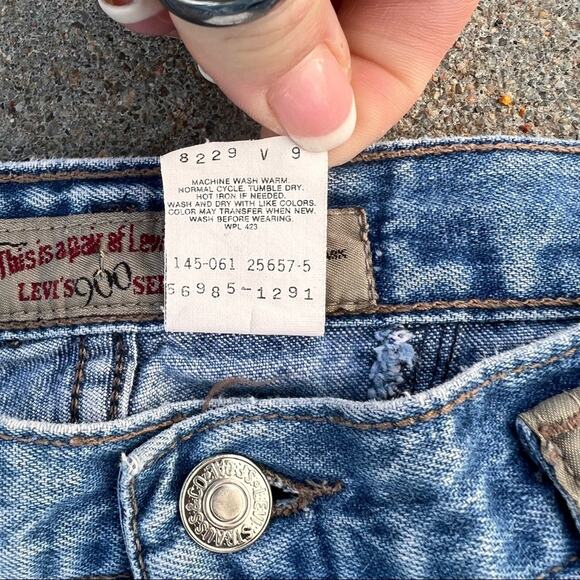 8229 V 9
MACHINE WASH WARM.
NORMAL CYCLE. TUMBLE DRY.
HOT IRON IF NEEDED.
WASH AND DRY WITH LIKE COLORS.
COLOR MAY TRANSFER WHEN NEW.
WASH BEFORE WEARING.
WPL 423
145-061 25657-5
56985-1291
This is a pair of Levi
LEVI'S 900 SE